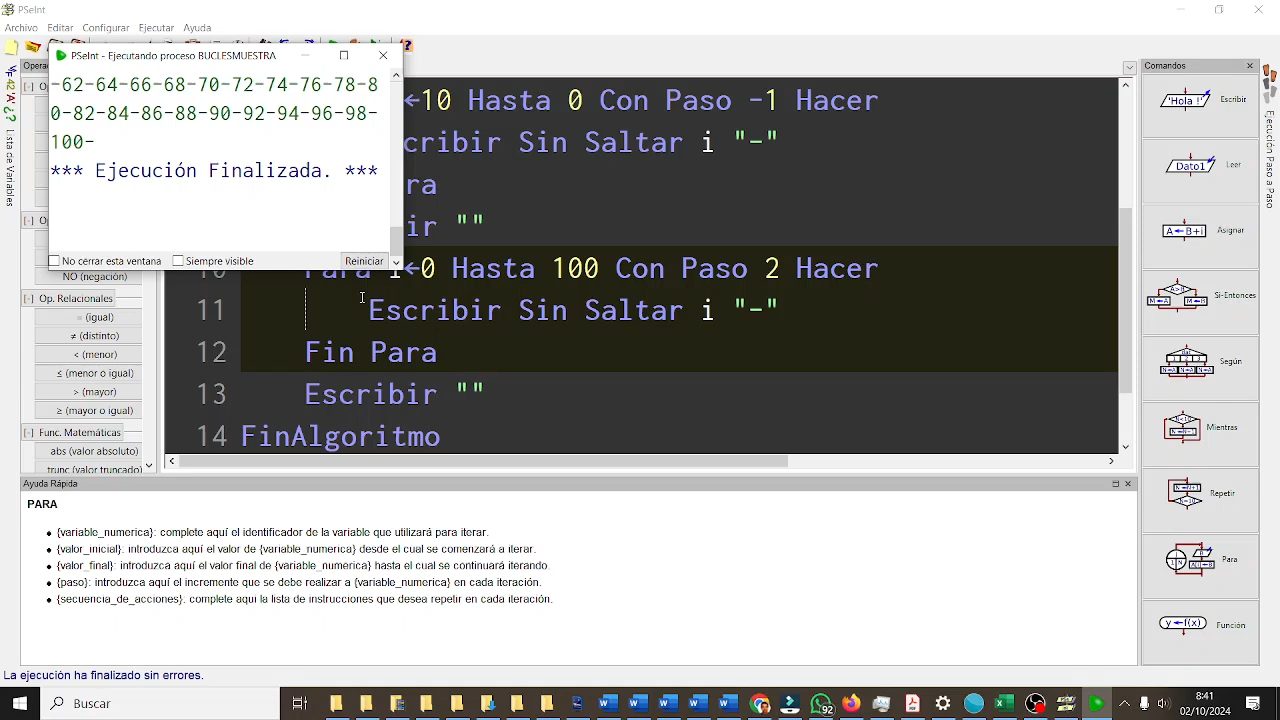 PSeInt
Archivo Editar Configurar Ejecutar Ayuda
PSeInt - Ejecutando proceso BUCLESMUESTRA
-62-64-66-68-70-72-74-76-78-8
0-82-84-86-88-90-92-94-96-98-
100-
*** Ejecución Finalizada. ***
No cerrar esta ventana
Siempre visible
Reiniciar
Lista de Variables
NO (negación)
Op. Relacionales
= (igual)
≠ (distinto)
< (menor)
≤ (menor o igual)
> (mayor)
≥ (mayor o igual)
Func. Matemáticas
abs (valor absoluto)
trunc (valor truncado)
←10 Hasta 0 Con Paso -1 Hacer
cribir Sin Saltar i "-"
ra
ir ""
10 Para i←0 Hasta 100 Con Paso 2 Hacer
11 Escribir Sin Saltar i "-"
12 Fin Para
13 Escribir ""
14 FinAlgoritmo
Comandos
'Hola !'
Escribir
Dato1
Leer
A←B+i
Asignar
Si-Entonces
Según
Mientras
Repetir
Para
y←f(x)
Función
Ejecución Paso a Paso
Ayuda Rápida
PARA
{variable_numerica}: complete aquí el identificador de la variable que utilizará para iterar.
{valor_inicial}: introduzca aquí el valor de {variable_numerica} desde el cual se comenzará a iterar.
{valor_final}: introduzca aquí el valor final de {variable_numerica} hasta el cual se continuará iterando.
{paso}: introduzca aquí el incremente que se debe realizar a {variable_numerica} en cada iteración.
{secuencia_de_acciones}: complete aquí la lista de instrucciones que desea repetir en cada iteración.
La ejecución ha finalizado sin errores.
Buscar
92
8:41
02/10/2024